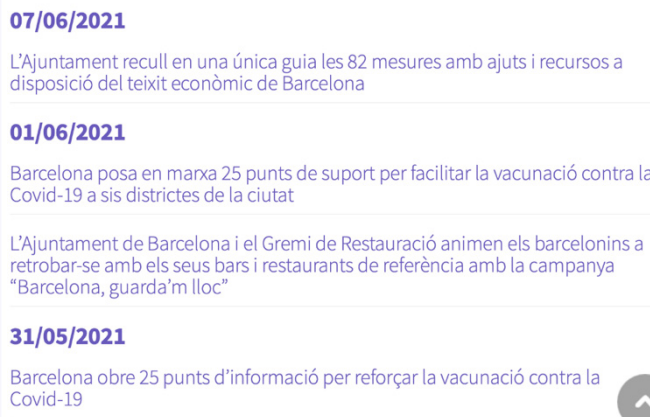 07/06/2021
L’Ajuntament recull en una única guia les 82 mesures amb ajuts i recursos a
disposició del teixit econòmic de Barcelona
01/06/2021
Barcelona posa en marxa 25 punts de suport per facilitar la vacunació contra la
Covid-19 a sis districtes de la ciutat
L’Ajuntament de Barcelona i el Gremi de Restauració animen els barcelonins a
retrobar-se amb els seus bars i restaurants de referència amb la campanya
“Barcelona, guarda’m lloc”
31/05/2021
Barcelona obre 25 punts d’informació per reforçar la vacunació contra la
Covid-19